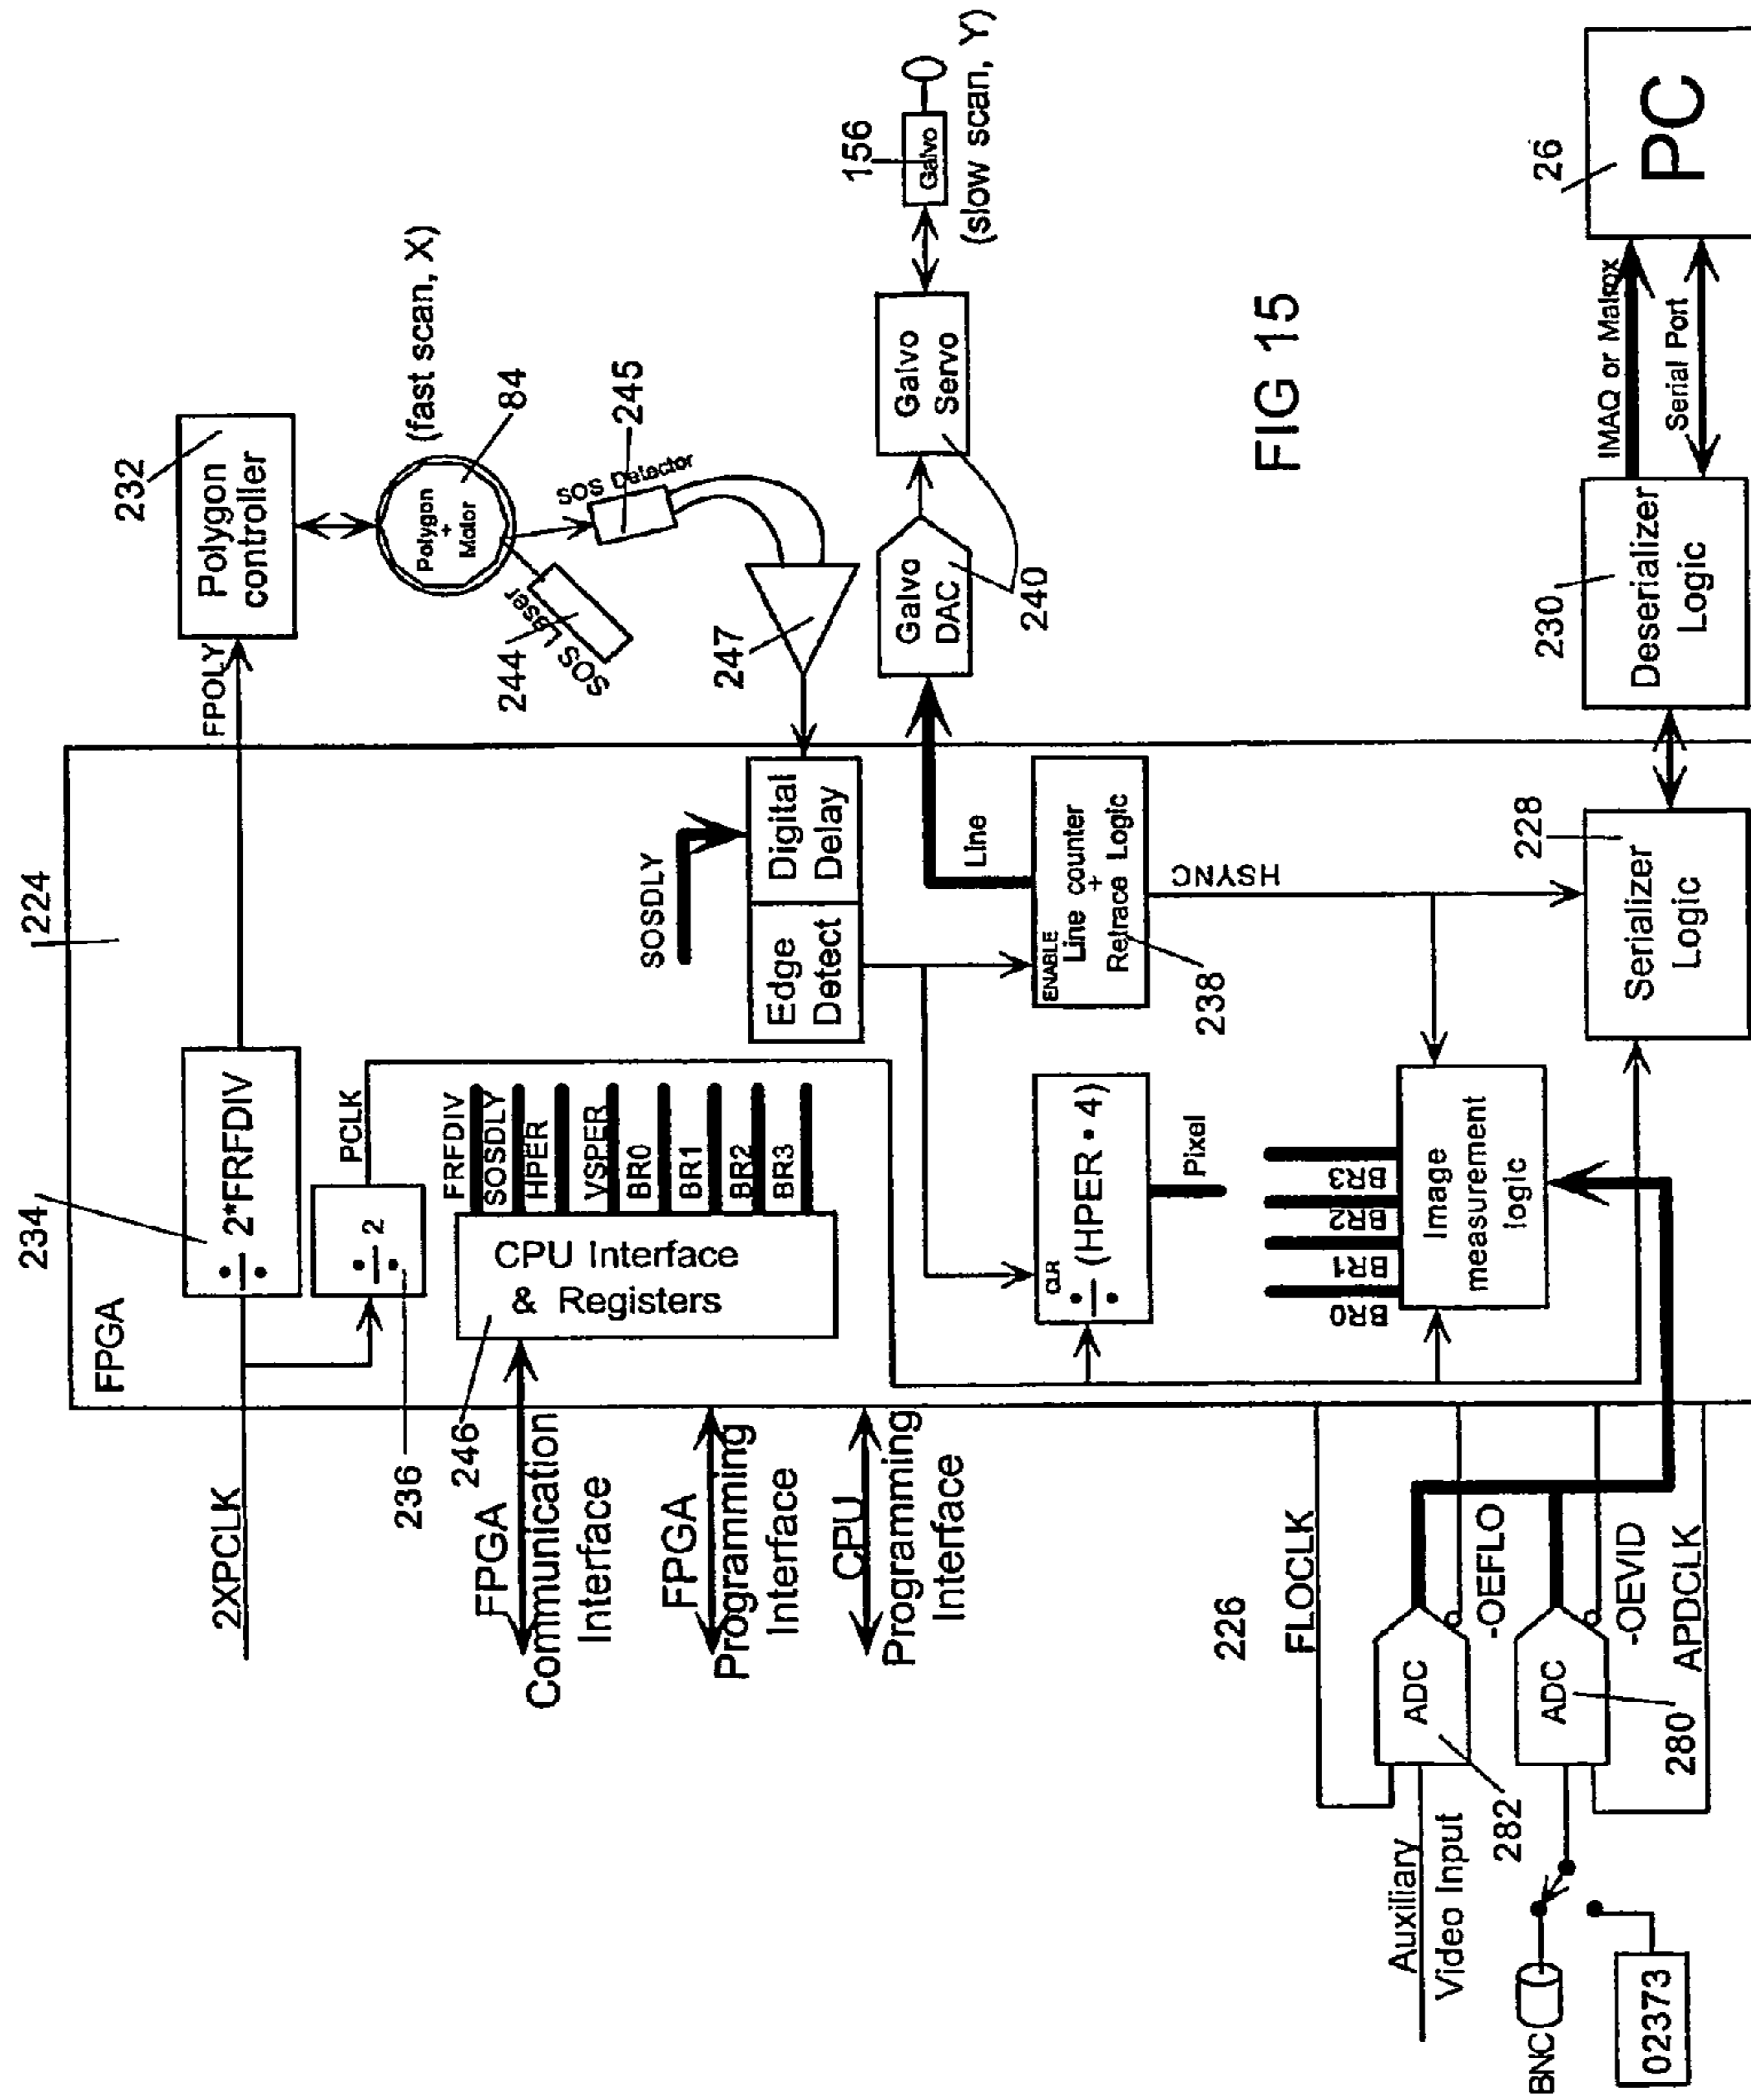 224
234
232
FPGA
2XPCLK
÷ 2*FRFDIV
FPOLY
Polygon
controller
PCLK
÷ 2
236
(fast scan, X)
Polygon
+
Motor
84
SOS Laser
244
SOS Detector
245
247
CPU Interface
& Registers
246
FRFDIV
SOSDLY
HPER
VSPER
BR0
BR1
BR2
BR3
FPGA
Communication
Interface
FPGA
Programming
Interface
CPU
Programming
Interface
SOSDLY
Edge
Detect
Digital
Delay
Galvo
DAC
Galvo
Servo
240
156
Galvo
(slow scan, Y)
Line
ENABLE
Line counter
+
Retrace Logic
238
HSYNC
CLR
÷ (HPER • 4)
Pixel
BR0
BR1
BR2
BR3
Image
measurement
logic
FIG 15
226
FLOCLK
ADC
-OEFLO
282
Auxiliary
Video Input
ADC
-OEVID
280
APDCLK
BNC
02373
228
Serializer
Logic
230
Deserializer
Logic
IMAQ or Matrox
Serial Port
26
PC